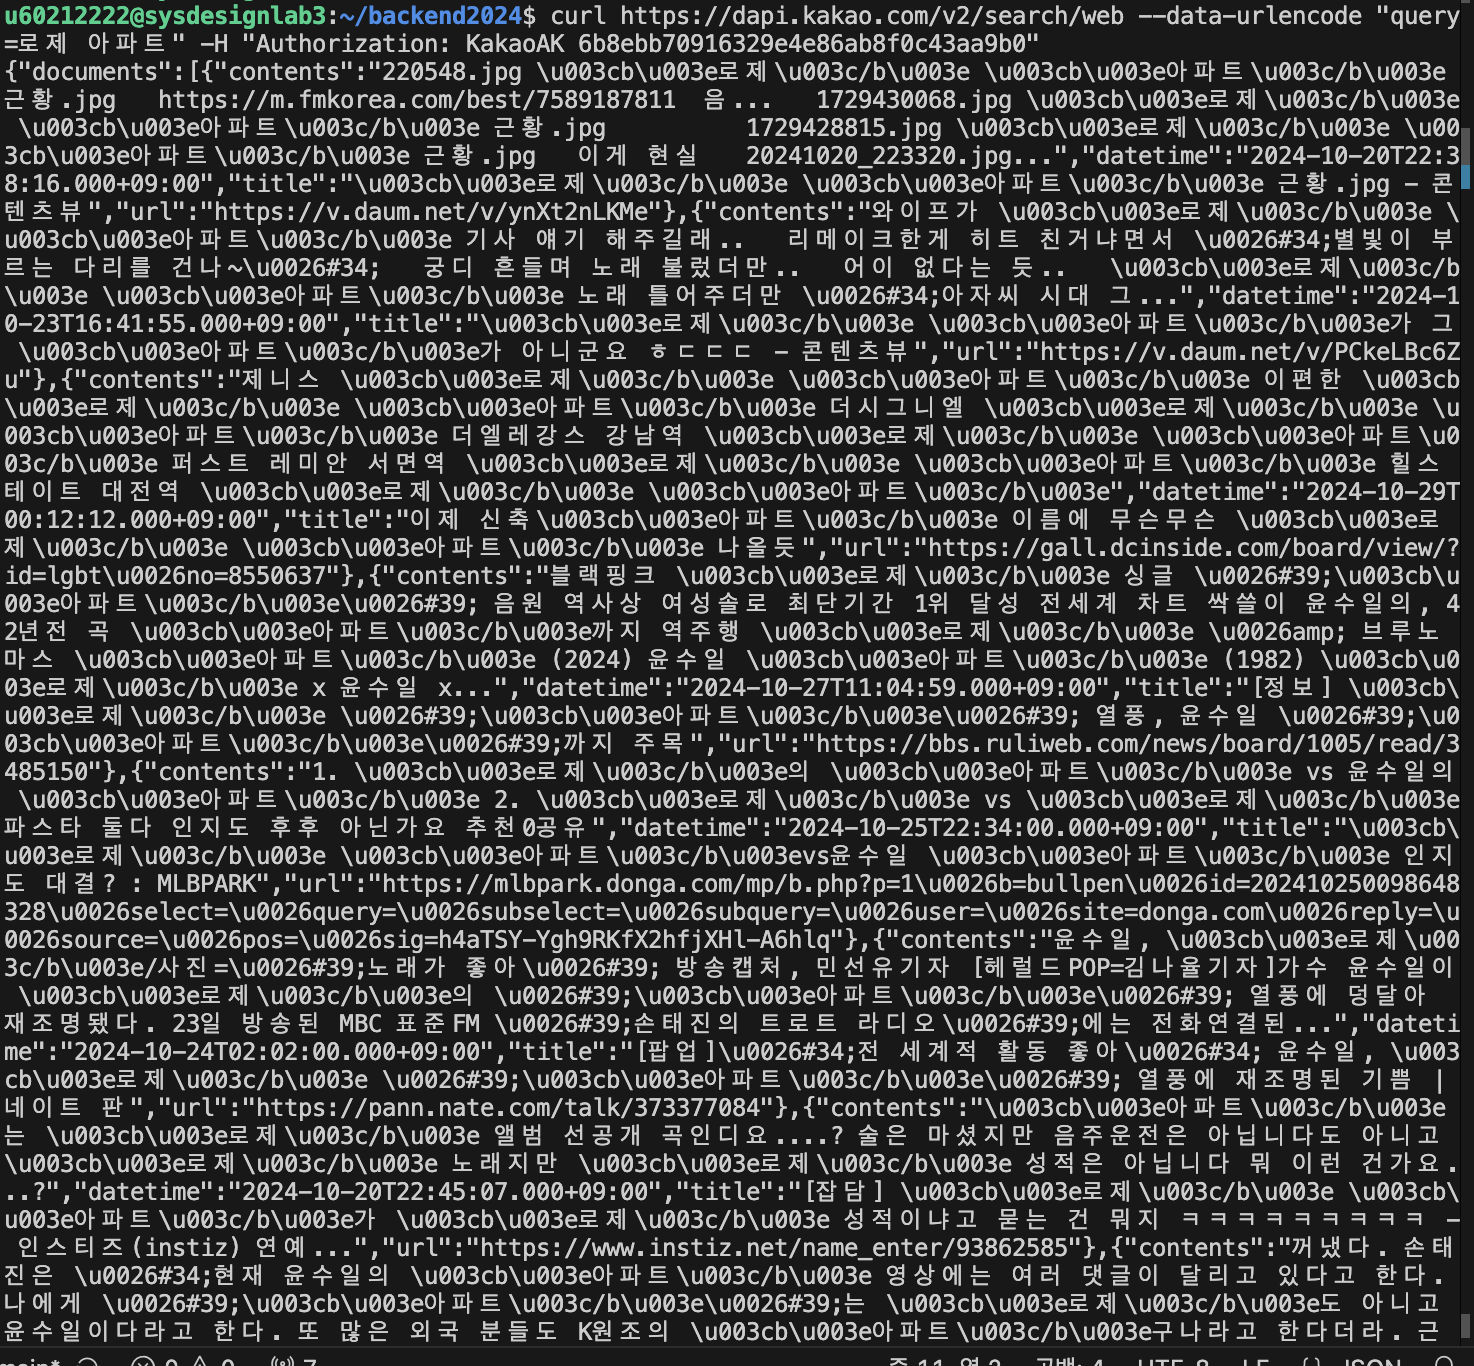 u60212222@sysdesignlab3:~/backend2024$ curl https://dapi.kakao.com/v2/search/web --data-urlencode "query
=로제 아파트" -H "Authorization: KakaoAK 6b8ebb70916329e4e86ab8f0c43aa9b0"
{"documents":[{"contents":"220548.jpg \u003cb\u003e로제\u003c/b\u003e \u003cb\u003e아파트\u003c/b\u003e
근황.jpg   https://m.fmkorea.com/best/7589187811  음...   1729430068.jpg \u003cb\u003e로제\u003c/b\u003e
 \u003cb\u003e아파트\u003c/b\u003e 근황.jpg          1729428815.jpg \u003cb\u003e로제\u003c/b\u003e \u00
3cb\u003e아파트\u003c/b\u003e 근황.jpg   이게 현실   20241020_223320.jpg...","datetime":"2024-10-20T22:3
8:16.000+09:00","title":"\u003cb\u003e로제\u003c/b\u003e \u003cb\u003e아파트\u003c/b\u003e 근황.jpg - 콘
텐츠뷰","url":"https://v.daum.net/v/ynXt2nLKMe"},{"contents":"와이프가 \u003cb\u003e로제\u003c/b\u003e \
u003cb\u003e아파트\u003c/b\u003e 기사 얘기 해주길래..   리메이크한게 히트 친거냐면서 \u0026#34;별빛이 부
르는 다리를 건나~\u0026#34;   궁디 흔들며 노래 불렀더만..   어이 없다는 듯..   \u003cb\u003e로제\u003c/b
\u003e \u003cb\u003e아파트\u003c/b\u003e 노래 틀어주더만 \u0026#34;아자씨 시대 그...","datetime":"2024-1
0-23T16:41:55.000+09:00","title":"\u003cb\u003e로제\u003c/b\u003e \u003cb\u003e아파트\u003c/b\u003e가 그
 \u003cb\u003e아파트\u003c/b\u003e가 아니군요 ㅎㄷㄷㄷ - 콘텐츠뷰","url":"https://v.daum.net/v/PCkeLBc6Z
u"},{"contents":"제니스 \u003cb\u003e로제\u003c/b\u003e \u003cb\u003e아파트\u003c/b\u003e 이편한 \u003cb
\u003e로제\u003c/b\u003e \u003cb\u003e아파트\u003c/b\u003e 더시그니엘 \u003cb\u003e로제\u003c/b\u003e \u
003cb\u003e아파트\u003c/b\u003e 더엘레강스 강남역 \u003cb\u003e로제\u003c/b\u003e \u003cb\u003e아파트\u0
03c/b\u003e 퍼스트 레미안 서면역 \u003cb\u003e로제\u003c/b\u003e \u003cb\u003e아파트\u003c/b\u003e 힐스
테이트 대전역 \u003cb\u003e로제\u003c/b\u003e \u003cb\u003e아파트\u003c/b\u003e","datetime":"2024-10-29T
00:12:12.000+09:00","title":"이제 신축\u003cb\u003e아파트\u003c/b\u003e 이름에 무슨무슨 \u003cb\u003e로
제\u003c/b\u003e \u003cb\u003e아파트\u003c/b\u003e 나올듯","url":"https://gall.dcinside.com/board/view/?
id=lgbt\u0026no=8550637"},{"contents":"블랙핑크 \u003cb\u003e로제\u003c/b\u003e 싱글 \u0026#39;\u003cb\u
003e아파트\u003c/b\u003e\u0026#39; 음원 역사상 여성솔로 최단기간 1위 달성 전세계 차트 싹쓸이 윤수일의, 4
2년전 곡 \u003cb\u003e아파트\u003c/b\u003e까지 역주행 \u003cb\u003e로제\u003c/b\u003e \u0026amp; 브루노
마스 \u003cb\u003e아파트\u003c/b\u003e (2024) 윤수일 \u003cb\u003e아파트\u003c/b\u003e (1982) \u003cb\u0
03e로제\u003c/b\u003e x 윤수일 x...","datetime":"2024-10-27T11:04:59.000+09:00","title":"[정보] \u003cb\
u003e로제\u003c/b\u003e \u0026#39;\u003cb\u003e아파트\u003c/b\u003e\u0026#39; 열풍, 윤수일 \u0026#39;\u0
03cb\u003e아파트\u003c/b\u003e\u0026#39;까지 주목","url":"https://bbs.ruliweb.com/news/board/1005/read/3
485150"},{"contents":"1. \u003cb\u003e로제\u003c/b\u003e의 \u003cb\u003e아파트\u003c/b\u003e vs 윤수일의
 \u003cb\u003e아파트\u003c/b\u003e 2. \u003cb\u003e로제\u003c/b\u003e vs \u003cb\u003e로제\u003c/b\u003e
파스타 둘다 인지도 후후 아닌가요 추천0공유","datetime":"2024-10-25T22:34:00.000+09:00","title":"\u003cb\
u003e로제\u003c/b\u003e \u003cb\u003e아파트\u003c/b\u003evs윤수일 \u003cb\u003e아파트\u003c/b\u003e 인지
도 대결? : MLBPARK","url":"https://mlbpark.donga.com/mp/b.php?p=1\u0026b=bullpen\u0026id=202410250098648
328\u0026select=\u0026query=\u0026subselect=\u0026subquery=\u0026user=\u0026site=donga.com\u0026reply=\u
0026source=\u0026pos=\u0026sig=h4aTSY-Ygh9RKfX2hfjXHl-A6hlq"},{"contents":"윤수일, \u003cb\u003e로제\u00
3c/b\u003e/사진=\u0026#39;노래가 좋아\u0026#39; 방송캡처, 민선유기자 [헤럴드POP=김나율기자]가수 윤수일이
 \u003cb\u003e로제\u003c/b\u003e의 \u0026#39;\u003cb\u003e아파트\u003c/b\u003e\u0026#39; 열풍에 덩달아
재조명됐다. 23일 방송된 MBC 표준FM \u0026#39;손태진의 트로트 라디오\u0026#39;에는 전화연결된...","dateti
me":"2024-10-24T02:02:00.000+09:00","title":"[팝업]\u0026#34;전 세계적 활동 좋아\u0026#34; 윤수일, \u003
cb\u003e로제\u003c/b\u003e \u0026#39;\u003cb\u003e아파트\u003c/b\u003e\u0026#39; 열풍에 재조명된 기쁨 |
네이트 판","url":"https://pann.nate.com/talk/373377084"},{"contents":"\u003cb\u003e아파트\u003c/b\u003e
는 \u003cb\u003e로제\u003c/b\u003e 앨범 선공개 곡인디요....? 술은 마셨지만 음주운전은 아닙니다도 아니고
\u003cb\u003e로제\u003c/b\u003e 노래지만 \u003cb\u003e로제\u003c/b\u003e 성적은 아닙니다 뭐 이런 건가요.
..?","datetime":"2024-10-20T22:45:07.000+09:00","title":"[잡담] \u003cb\u003e로제\u003c/b\u003e \u003cb\
u003e아파트\u003c/b\u003e가 \u003cb\u003e로제\u003c/b\u003e 성적이냐고 묻는 건 뭐지 ㅋㅋㅋㅋㅋㅋㅋㅋㅋ -
 인스티즈(instiz) 연예...","url":"https://www.instiz.net/name_enter/93862585"},{"contents":"꺼냈다. 손태
진은 \u0026#34;현재 윤수일의 \u003cb\u003e아파트\u003c/b\u003e 영상에는 여러 댓글이 달리고 있다고 한다.
나에게 \u0026#39;\u003cb\u003e아파트\u003c/b\u003e\u0026#39;는 \u003cb\u003e로제\u003c/b\u003e도 아니고
윤수일이다라고 한다. 또 많은 외국 분들도 K원조의 \u003cb\u003e아파트\u003c/b\u003e구나라고 한다더라. 근